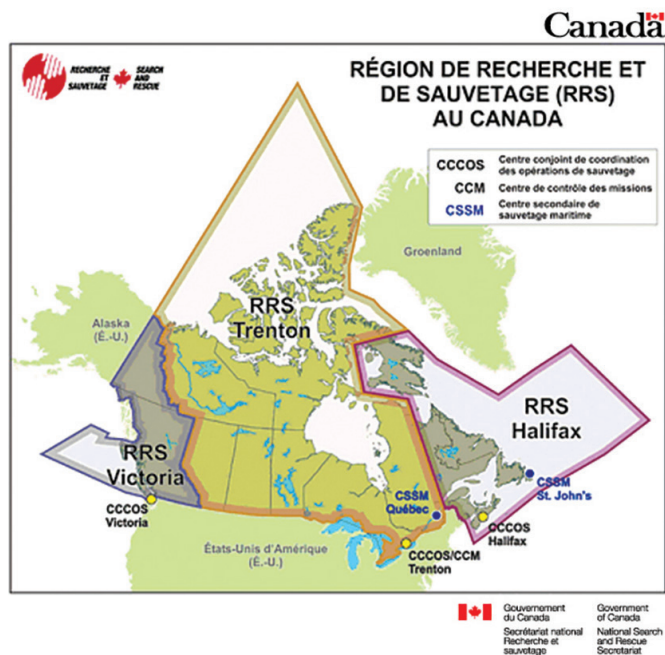 Canada
RECHERCHE
ET
SAUVETAGE
SEARCH
AND
RESCUE
RÉGION DE RECHERCHE ET
DE SAUVETAGE (RRS)
AU CANADA
CCCOS Centre conjoint de coordination
des opérations de sauvetage
CCM Centre de contrôle des missions
CSSM Centre secondaire de
sauvetage maritime
Groenland
RRS
Trenton
Alaska
(É.-U.)
RRS
Halifax
RRS
Victoria
CSSM
St. John's
CSSM
Québec
CCCOS
Victoria
CCCOS
Halifax
États-Unis d'Amérique
(É.-U.)
CCCOS/CCM
Trenton
Gouvernement
du Canada
Government
of Canada
Secrétariat national
Recherche et
sauvetage
National Search
and Rescue
Secretariat